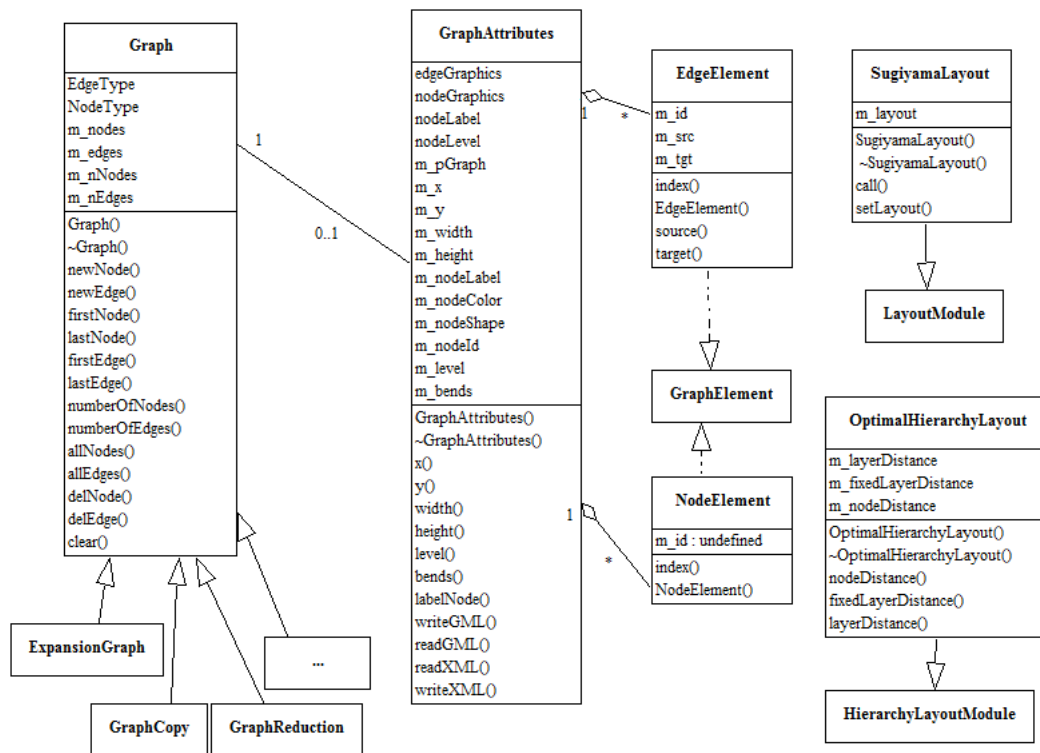 Graph
EdgeType
NodeType
m_nodes
m_edges
m_nNodes
m_nEdges
Graph()
~Graph()
newNode()
newEdge()
firstNode()
lastNode()
firstEdge()
lastEdge()
numberOfNodes()
numberOfEdges()
allNodes()
allEdges()
delNode()
delEdge()
clear()
1
0..1
ExpansionGraph
GraphCopy
GraphReduction
...
GraphAttributes
edgeGraphics
nodeGraphics
nodeLabel
nodeLevel
m_pGraph
m_x
m_y
m_width
m_height
m_nodeLabel
m_nodeColor
m_nodeShape
m_nodeId
m_level
m_bends
GraphAttributes()
~GraphAttributes()
x()
y()
width()
height()
level()
bends()
labelNode()
writeGML()
readGML()
readXML()
writeXML()
1
*
1
*
EdgeElement
m_id
m_src
m_tgt
index()
EdgeElement()
source()
target()
GraphElement
NodeElement
m_id : undefined
index()
NodeElement()
SugiyamaLayout
m_layout
SugiyamaLayout()
~SugiyamaLayout()
call()
setLayout()
LayoutModule
OptimalHierarchyLayout
m_layerDistance
m_fixedLayerDistance
m_nodeDistance
OptimalHierarchyLayout()
~OptimalHierarchyLayout()
nodeDistance()
fixedLayerDistance()
layerDistance()
HierarchyLayoutModule